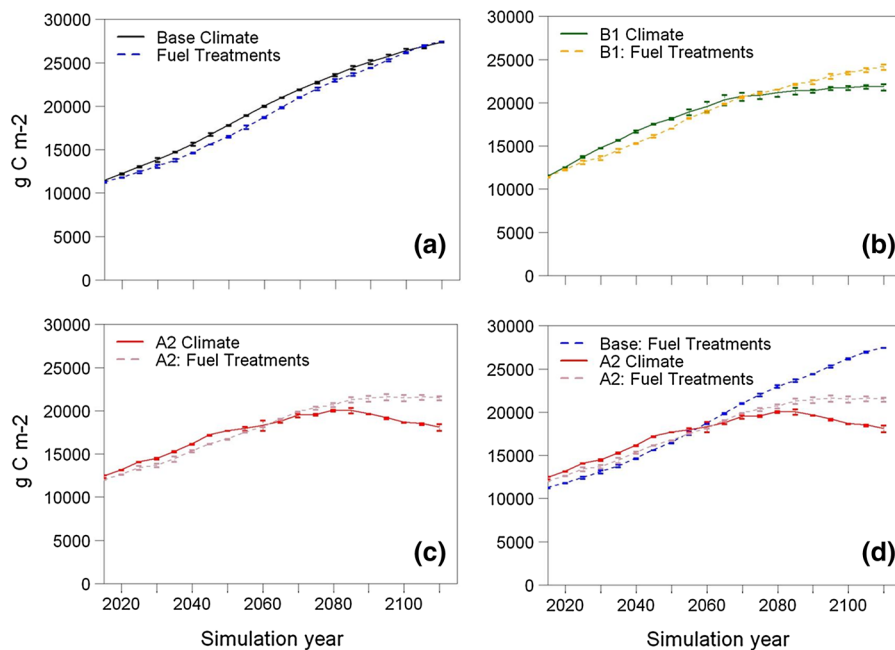 30000
25000
20000
15000
10000
5000
0
g C m-2
Base Climate
Fuel Treatments
(a)
30000
25000
20000
15000
10000
5000
0
B1 Climate
B1: Fuel Treatments
(b)
30000
25000
20000
15000
10000
5000
0
g C m-2
A2 Climate
A2: Fuel Treatments
(c)
2020 2040 2060 2080 2100
Simulation year
30000
25000
20000
15000
10000
5000
0
Base: Fuel Treatments
A2 Climate
A2: Fuel Treatments
(d)
2020 2040 2060 2080 2100
Simulation year